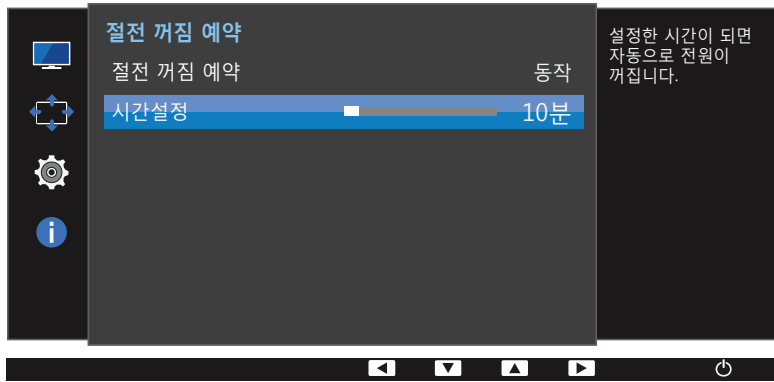 절전 꺼짐 예약
절전 꺼짐 예약 동작
시간설정 10분
설정한 시간이 되면
자동으로 전원이
꺼집니다.